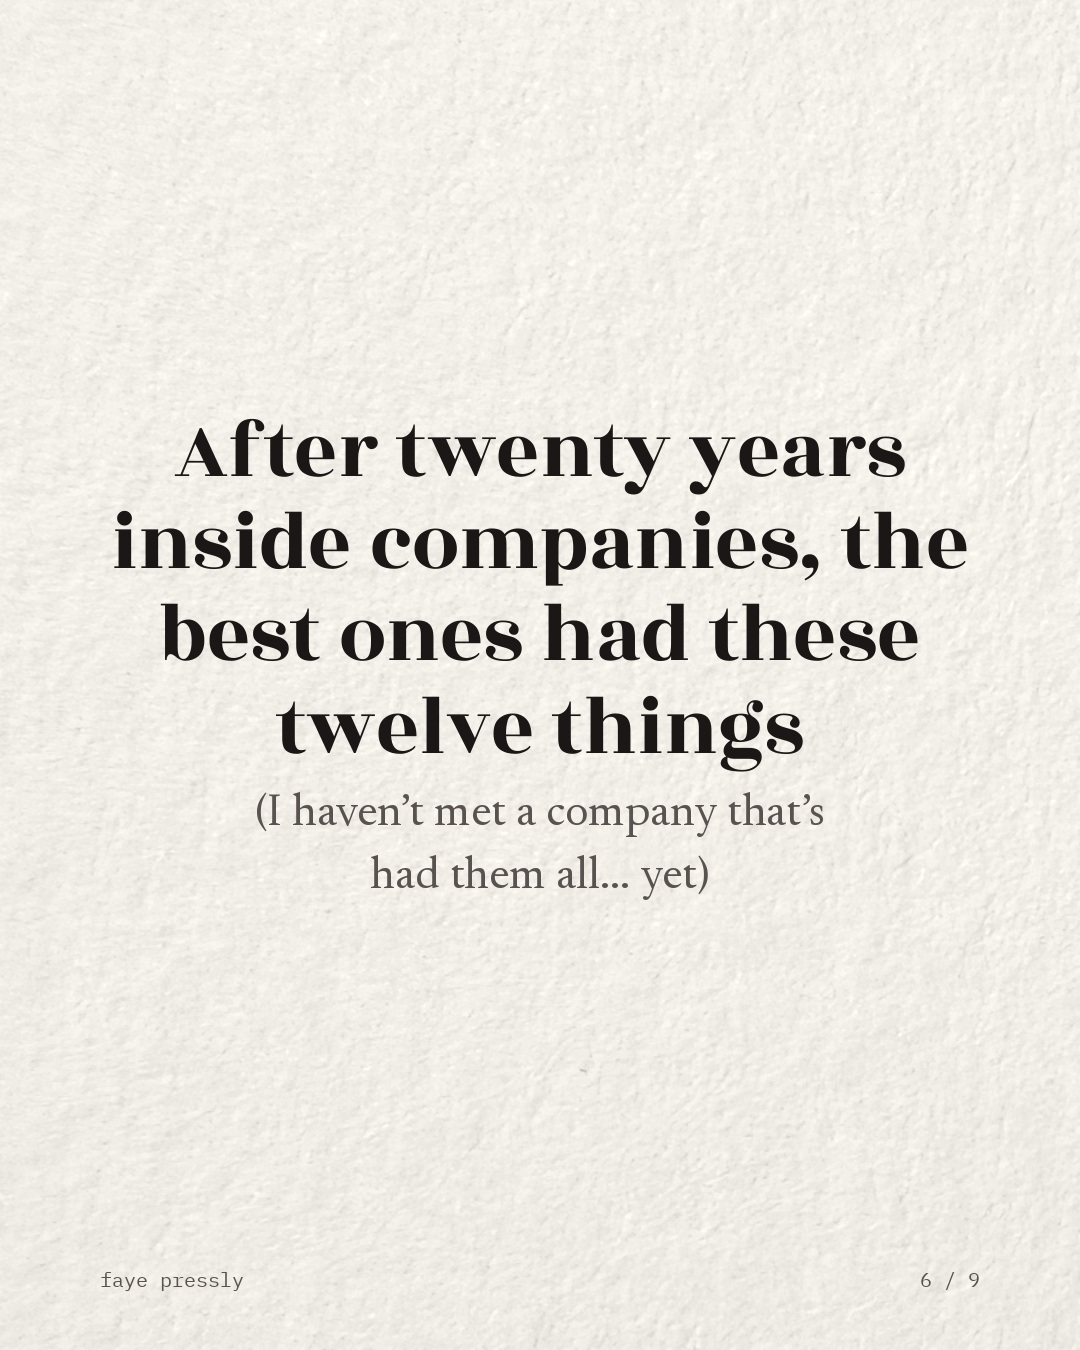 After twenty years
inside companies, the
best ones had these
twelve things
(I haven’t met a company that’s
had them all... yet)
faye pressly
6 / 9